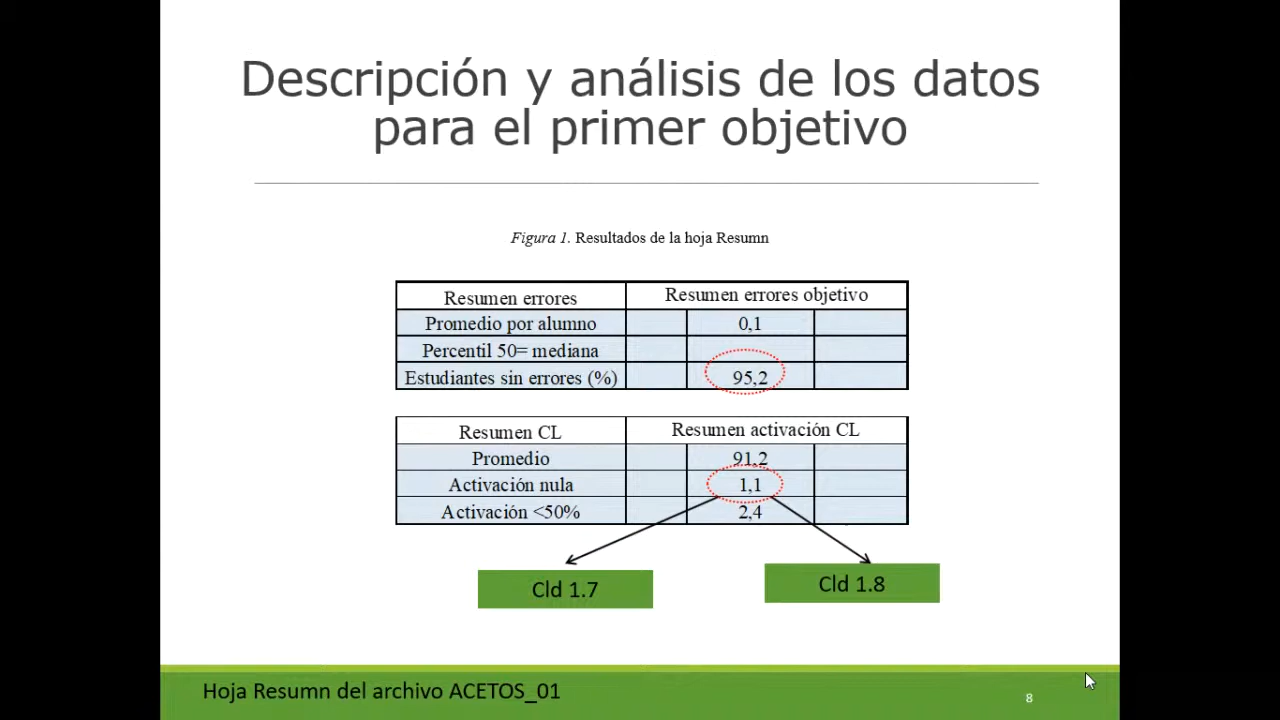 Descripción y análisis de los datos
para el primer objetivo
Figura 1. Resultados de la hoja Resumn
Resumen errores Resumen errores objetivo
Promedio por alumno 0,1
Percentil 50= mediana
Estudiantes sin errores (%) 95,2
Resumen CL Resumen activación CL
Promedio 91,2
Activación nula 1,1
Activación <50% 2,4
Cld 1.7
Cld 1.8
Hoja Resumn del archivo ACETOS_01
8